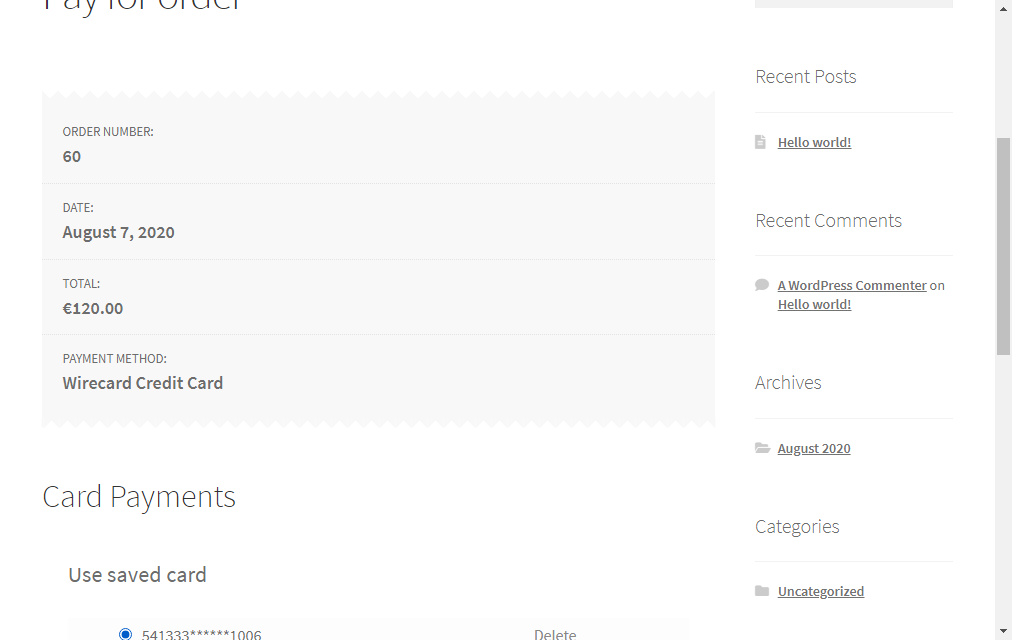 Pay for order
ORDER NUMBER:
60
DATE:
August 7, 2020
TOTAL:
€120.00
PAYMENT METHOD:
Wirecard Credit Card
Card Payments
Use saved card
541333******1006
Delete
Recent Posts
Hello world!
Recent Comments
A WordPress Commenter on
Hello world!
Archives
August 2020
Categories
Uncategorized